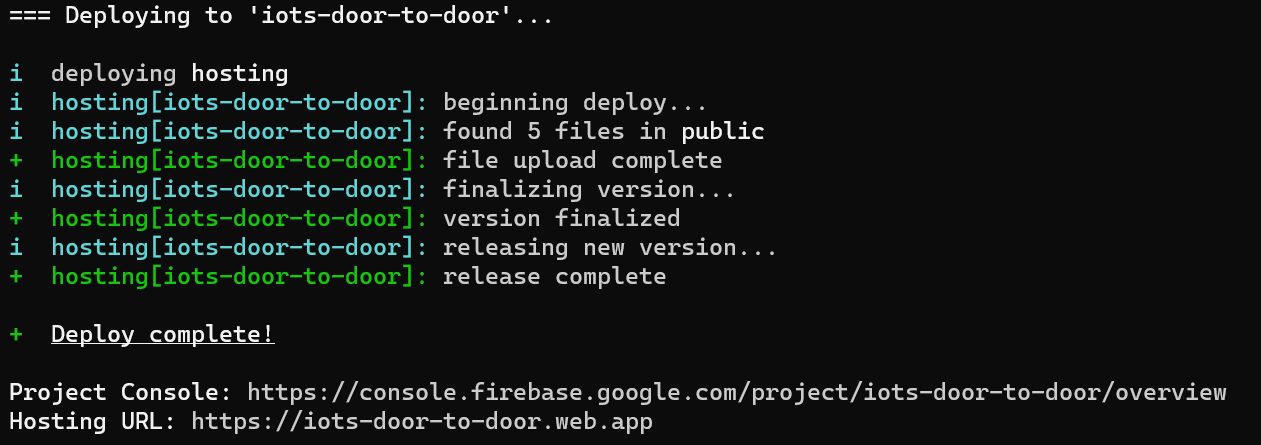 === Deploying to 'iots-door-to-door'...
i  deploying hosting
i  hosting[iots-door-to-door]: beginning deploy...
i  hosting[iots-door-to-door]: found 5 files in public
+  hosting[iots-door-to-door]: file upload complete
i  hosting[iots-door-to-door]: finalizing version...
+  hosting[iots-door-to-door]: version finalized
i  hosting[iots-door-to-door]: releasing new version...
+  hosting[iots-door-to-door]: release complete
+  Deploy complete!
Project Console: https://console.firebase.google.com/project/iots-door-to-door/overview
Hosting URL: https://iots-door-to-door.web.app